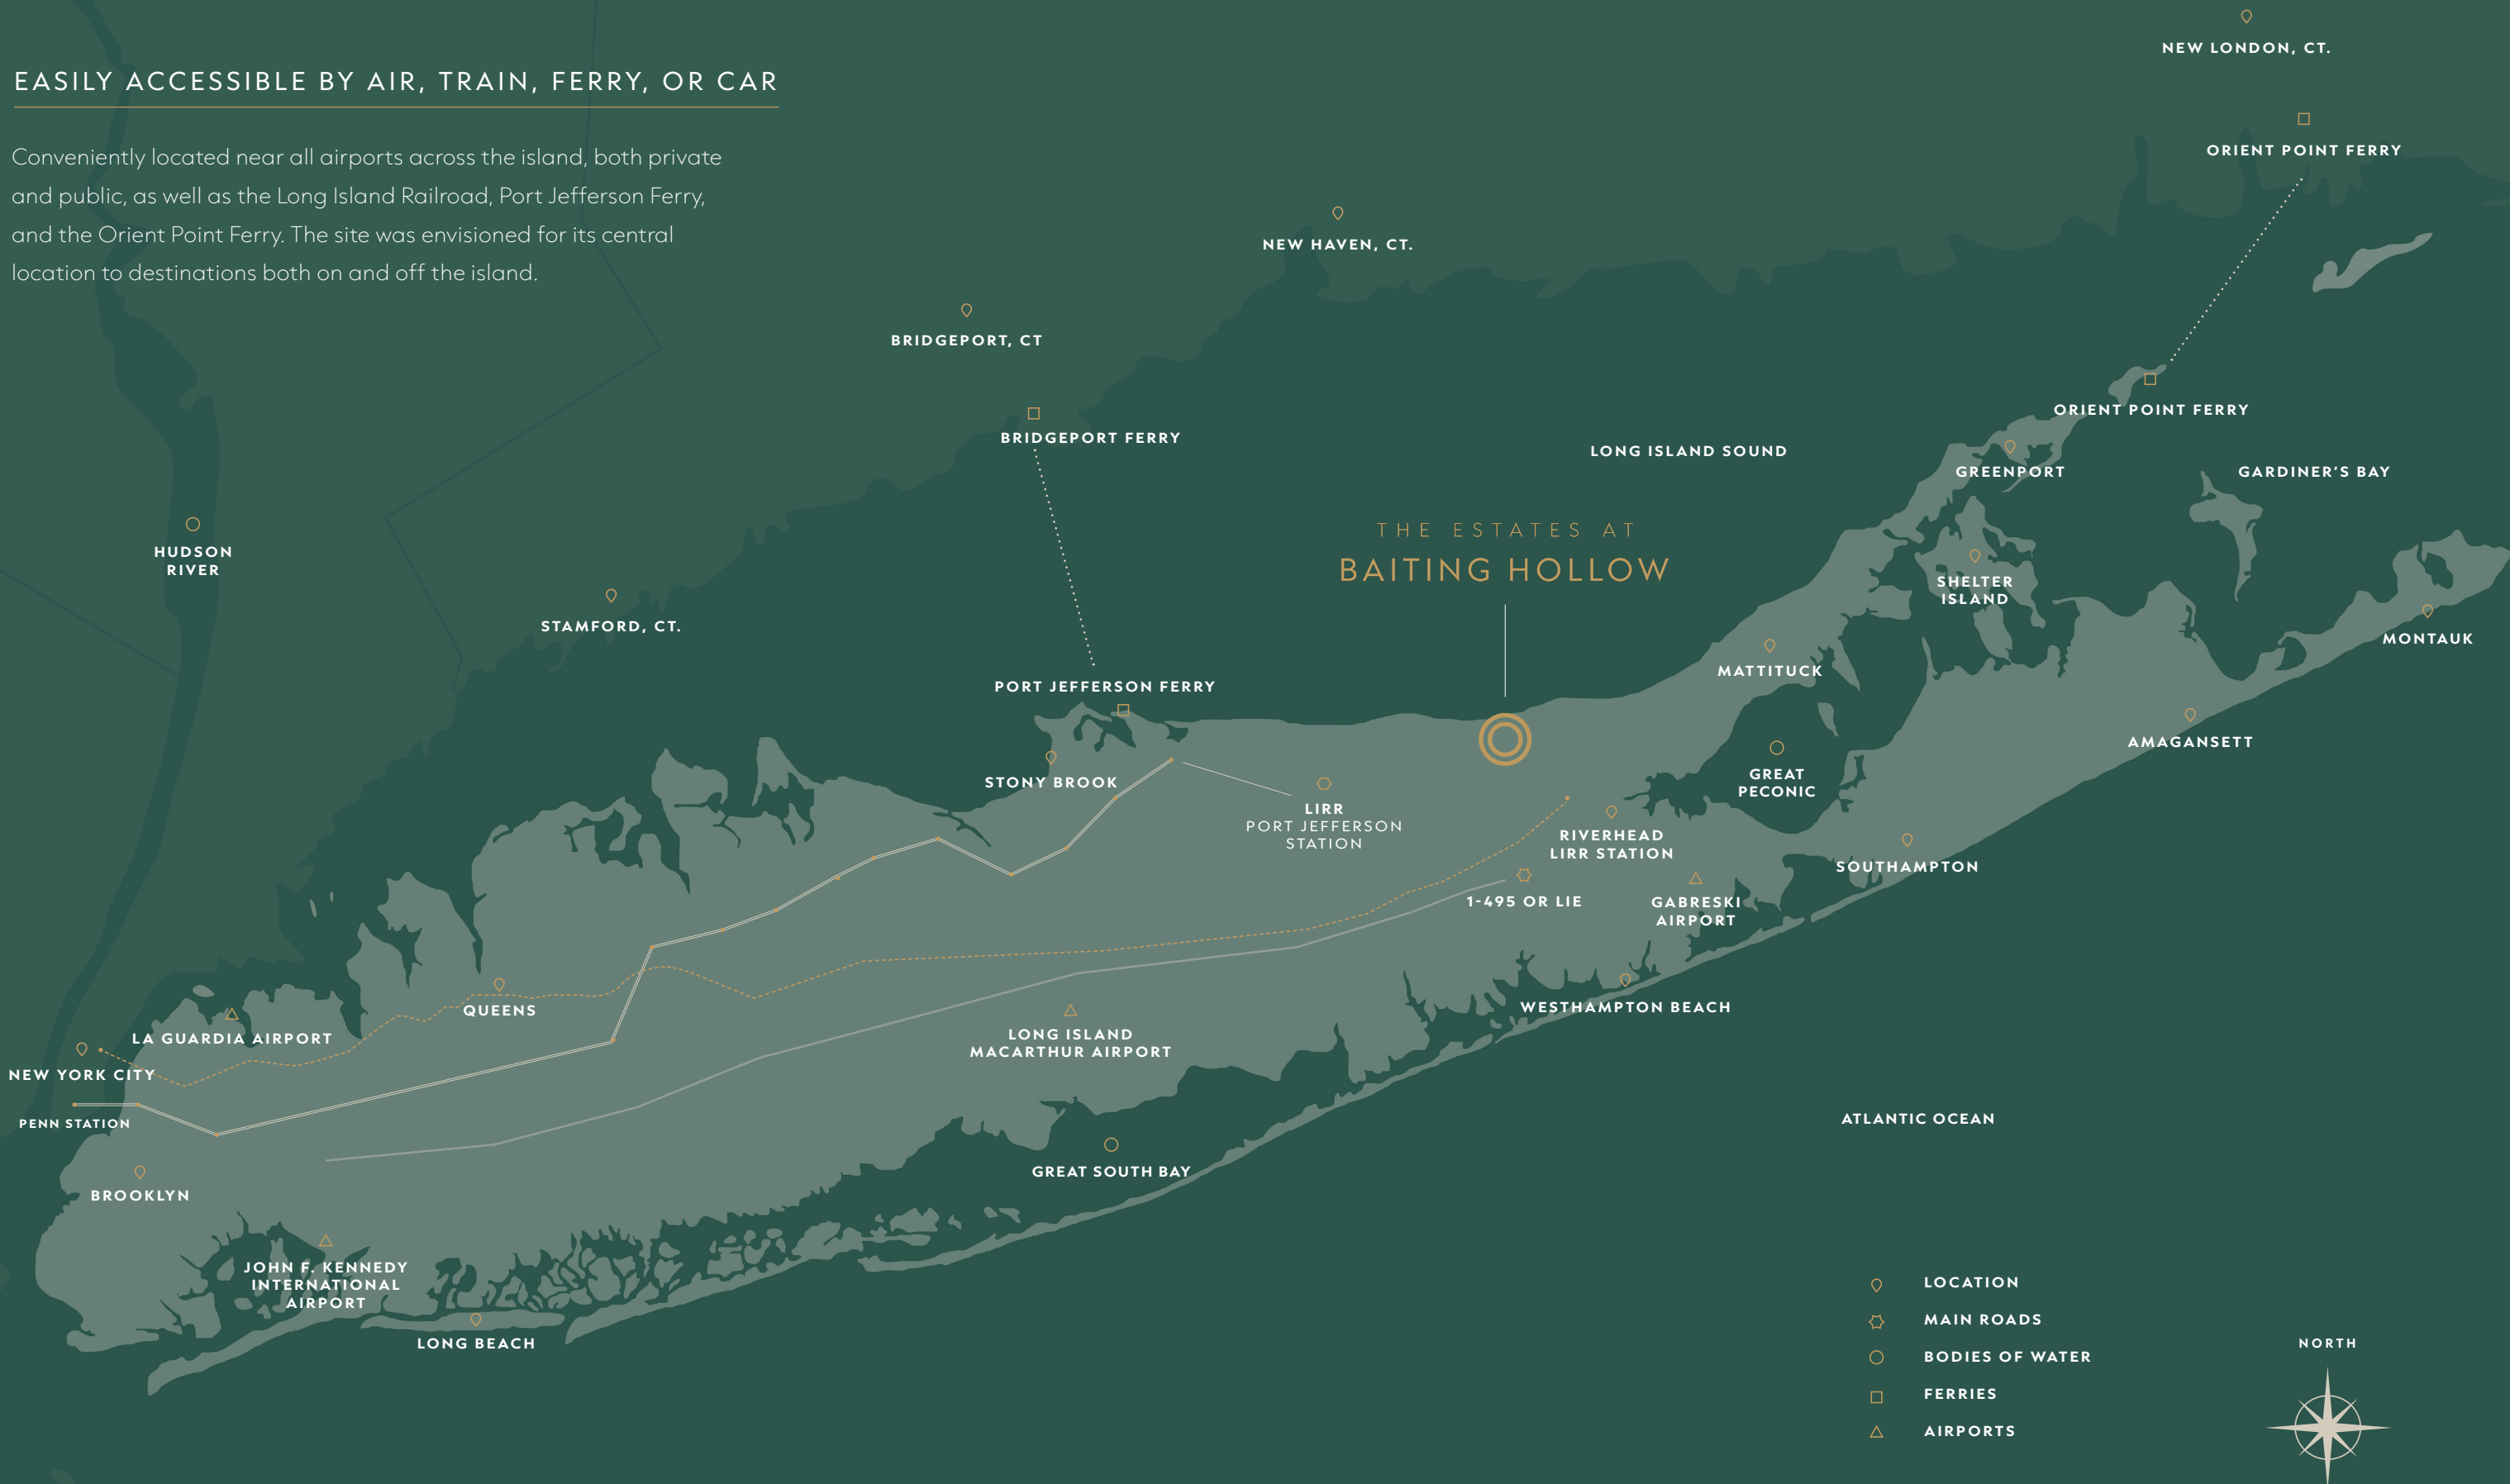 EASILY ACCESSIBLE BY AIR, TRAIN, FERRY, OR CAR
Conveniently located near all airports across the island, both private
and public, as well as the Long Island Railroad, Port Jefferson Ferry,
and the Orient Point Ferry. The site was envisioned for its central
location to destinations both on and off the island.
NEW LONDON, CT.
ORIENT POINT FERRY
NEW HAVEN, CT.
BRIDGEPORT, CT
ORIENT POINT FERRY
BRIDGEPORT FERRY
LONG ISLAND SOUND
GREENPORT
GARDINER'S BAY
THE ESTATES AT
BAITING HOLLOW
HUDSON
RIVER
SHELTER
ISLAND
STAMFORD, CT.
MONTAUK
MATTITUCK
PORT JEFFERSON FERRY
AMAGANSETT
STONY BROOK
GREAT
PECONIC
LIRR
PORT JEFFERSON
STATION
RIVERHEAD
LIRR STATION
SOUTHAMPTON
1-495 OR LIE
GABRESKI
AIRPORT
WESTHAMPTON BEACH
QUEENS
LA GUARDIA AIRPORT
LONG ISLAND
MACARTHUR AIRPORT
NEW YORK CITY
PENN STATION
ATLANTIC OCEAN
GREAT SOUTH BAY
BROOKLYN
JOHN F. KENNEDY
INTERNATIONAL
AIRPORT
LONG BEACH
LOCATION
MAIN ROADS
BODIES OF WATER
FERRIES
AIRPORTS
NORTH